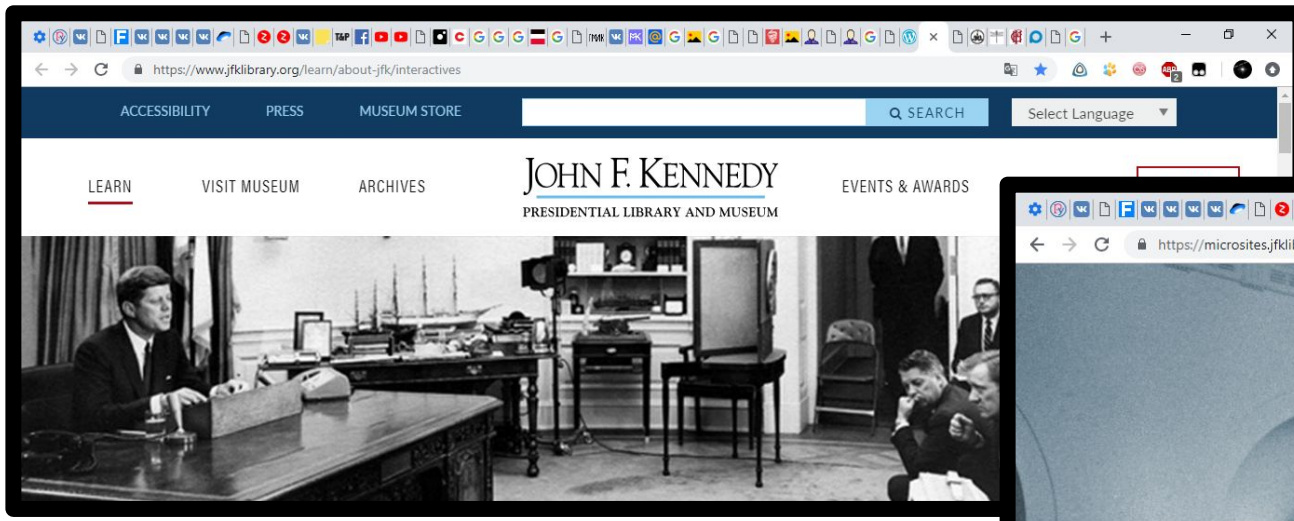 https://www.jfklibrary.org/learn/about-jfk/interactives
ACCESSIBILITY PRESS MUSEUM STORE SEARCH Select Language
LEARN VISIT MUSEUM ARCHIVES JOHN F. KENNEDY EVENTS & AWARDS
PRESIDENTIAL LIBRARY AND MUSEUM
https://microsites.jfkli